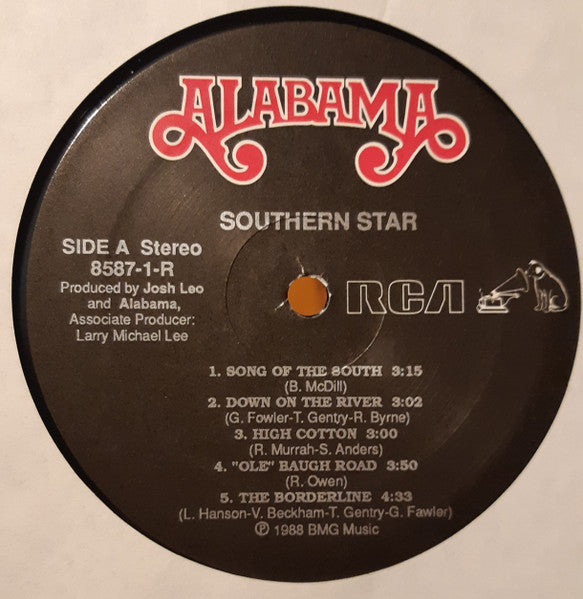 ALABAMA
SOUTHERN STAR
SIDE A Stereo
8587-1-R
Produced by Josh Leo
and Alabama,
Associate Producer:
Larry Michael Lee
RCA
1. SONG OF THE SOUTH 3:15
(B. McDill)
2. DOWN ON THE RIVER 3:02
(G. Fowler-T. Gentry-R. Byrne)
3. HIGH COTTON 3:00
(R. Murrah-S. Anders)
4. "OLE" BAUGH ROAD 3:50
(R. Owen)
5. THE BORDERLINE 4:33
(L. Hanson-V. Beckham-T. Gentry-G. Fawler)
℗ 1988 BMG Music